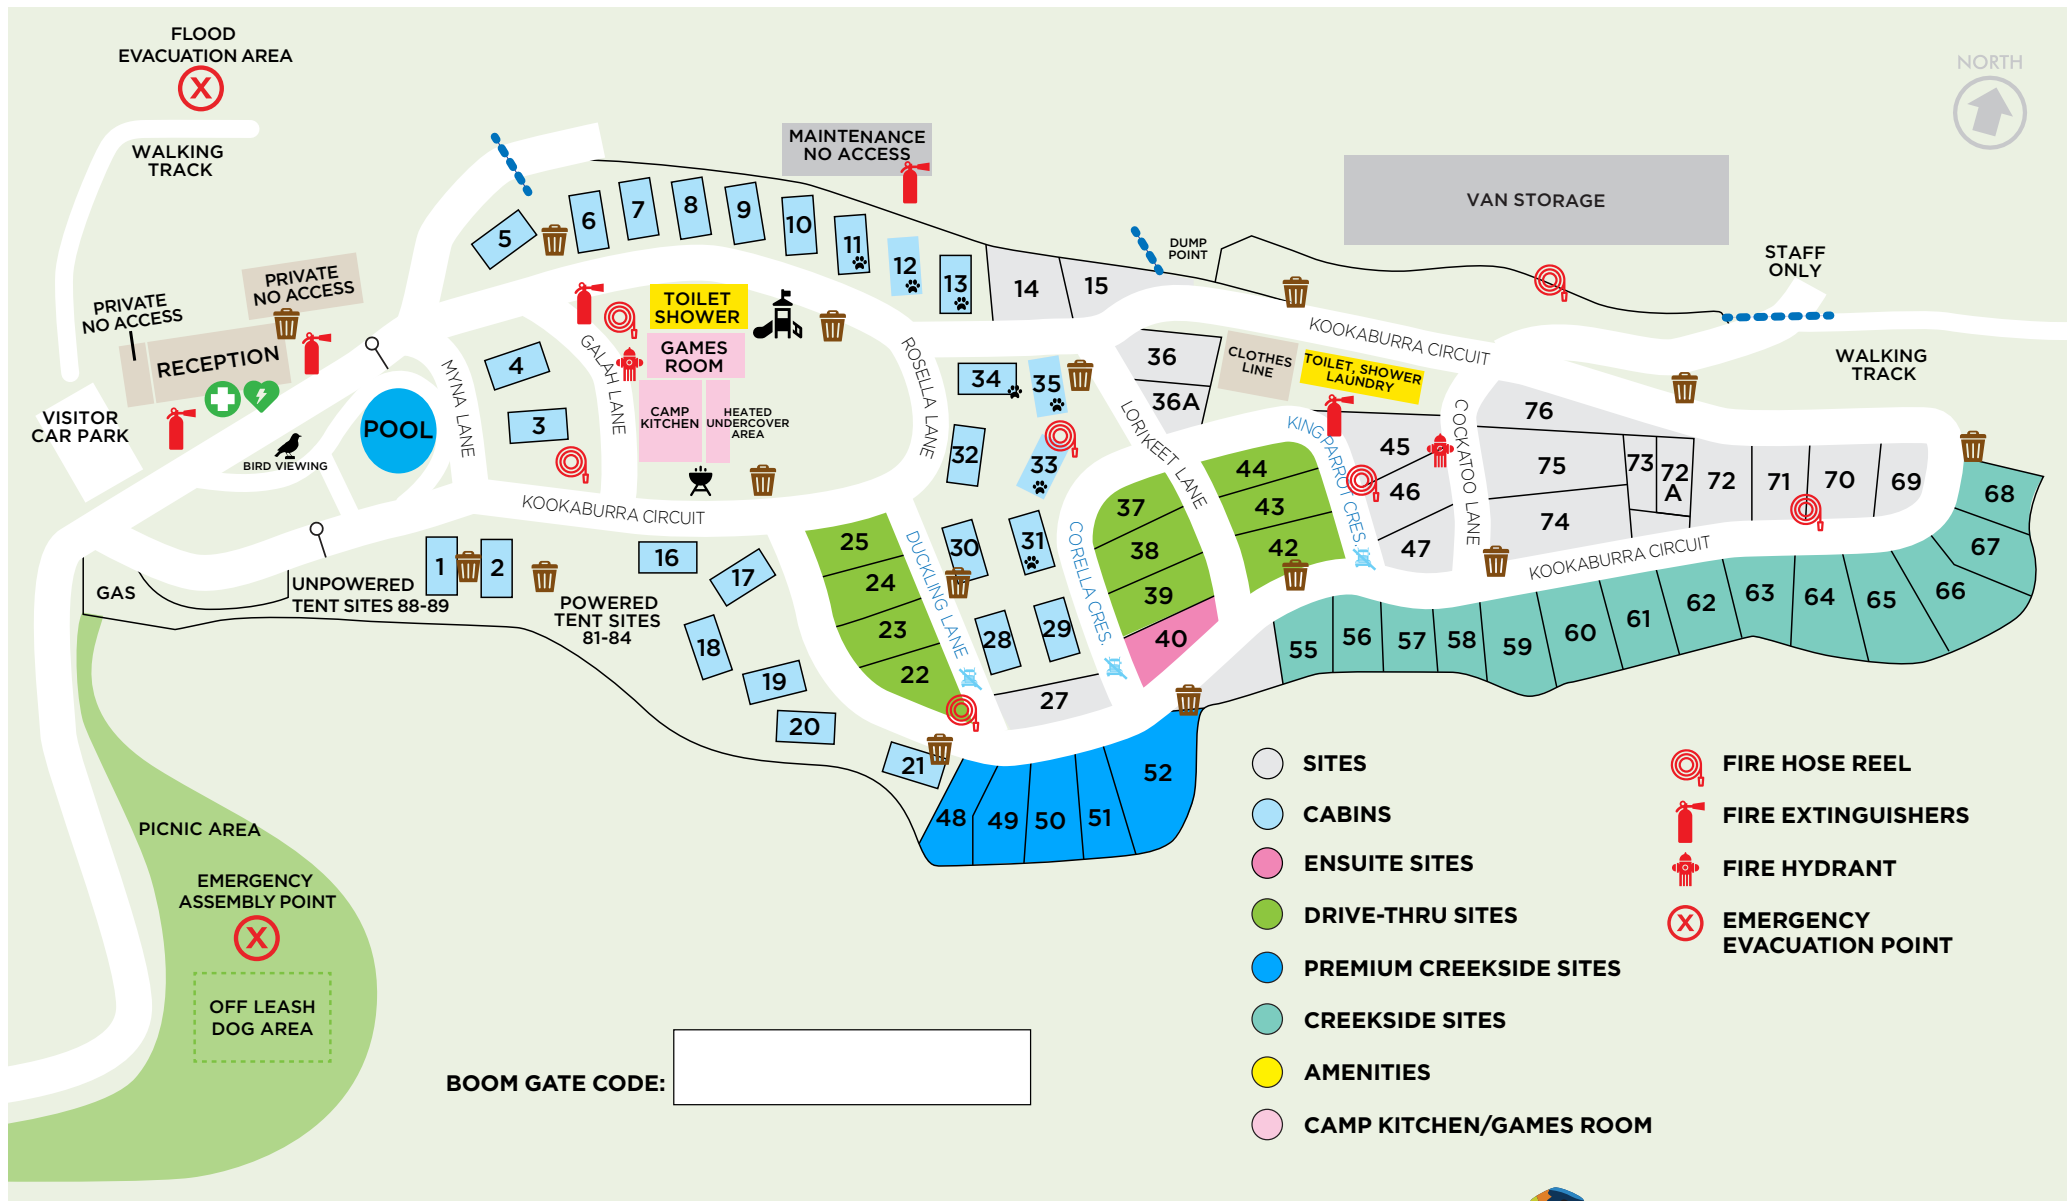 FLOOD
EVACUATION AREA
X
WALKING
TRACK
NORTH
MAINTENANCE
NO ACCESS
VAN STORAGE
STAFF
ONLY
DUMP
POINT
PRIVATE
NO ACCESS
PRIVATE
NO ACCESS
RECEPTION
VISITOR
CAR PARK
BIRD VIEWING
POOL
5
6
7
8
9
10
11
12
13
14
15
TOILET
SHOWER
GAMES
ROOM
CAMP
KITCHEN
HEATED
UNDERCOVER
AREA
4
3
MYNA LANE
GALAH LANE
ROSELLA LANE
KOOKABURRA CIRCUIT
34
35
32
33
36
36A
CLOTHES
LINE
TOILET, SHOWER
LAUNDRY
KOOKABURRA CIRCUIT
WALKING
TRACK
LORIKEET LANE
KING PARROT CRES.
COCKATOO LANE
76
45
46
47
75
74
73
72
A
72
71
70
69
68
67
66
44
43
42
37
38
39
40
CORELLA CRES.
KOOKABURRA CIRCUIT
GAS
UNPOWERED
TENT SITES 88-89
1
2
POWERED
TENT SITES
81-84
16
17
18
19
20
21
25
24
23
22
DUCKLING LANE
30
31
28
29
27
55
56
57
58
59
60
61
62
63
64
65
48
49
50
51
52
PICNIC AREA
EMERGENCY
ASSEMBLY POINT
X
OFF LEASH
DOG AREA
BOOM GATE CODE:
SITES
CABINS
ENSUITE SITES
DRIVE-THRU SITES
PREMIUM CREEKSIDE SITES
CREEKSIDE SITES
AMENITIES
CAMP KITCHEN/GAMES ROOM
FIRE HOSE REEL
FIRE EXTINGUISHERS
FIRE HYDRANT
X
EMERGENCY
EVACUATION POINT